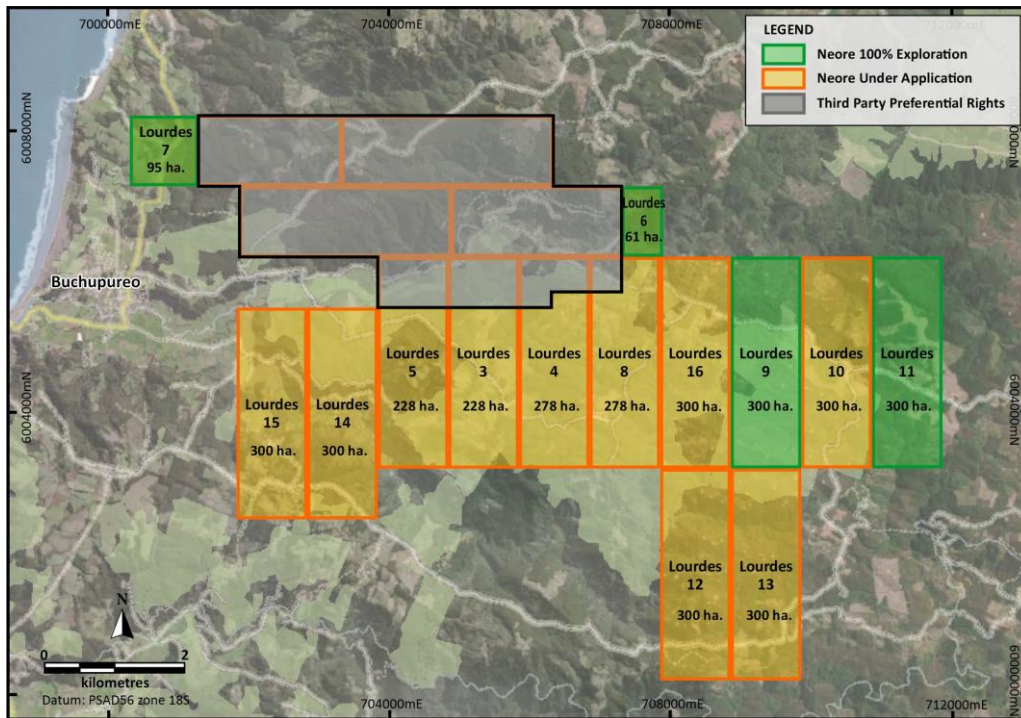 700000mE
704000mE
708000mE
712000mE
LEGEND
Neore 100% Exploration
Neore Under Application
Third Party Preferential Rights
6008000mN
Lourdes
7
95 ha.
Lourdes
6
61 ha.
Buchupureo
Lourdes
5
228 ha.
Lourdes
3
228 ha.
Lourdes
4
278 ha.
Lourdes
8
278 ha.
Lourdes
16
300 ha.
Lourdes
9
300 ha.
Lourdes
10
300 ha.
Lourdes
11
300 ha.
6004000mN
6004000mN
Lourdes
15
300 ha.
Lourdes
14
300 ha.
Lourdes
12
300 ha.
Lourdes
13
300 ha.
N
0
2
kilometres
Datum: PSAD56 zone 18S
704000mE
708000mE
712000mE